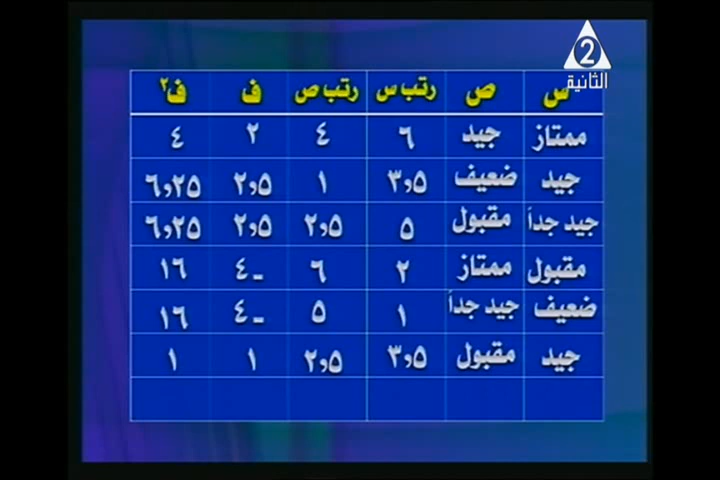 2
الثانية
س ص رتب س رتب ص ف ف٢
ممتاز جيد ٦ ٤ ٢ ٤
جيد ضعيف ٣,٥ ١ ٢,٥ ٦,٢٥
جيد جداً مقبول ٥ ٢,٥ ٢,٥ ٦,٢٥
مقبول ممتاز ٢ ٦ -٤ ١٦
ضعيف جيد جداً ١ ٥ -٤ ١٦
جيد مقبول ٣,٥ ٢,٥ ١ ١